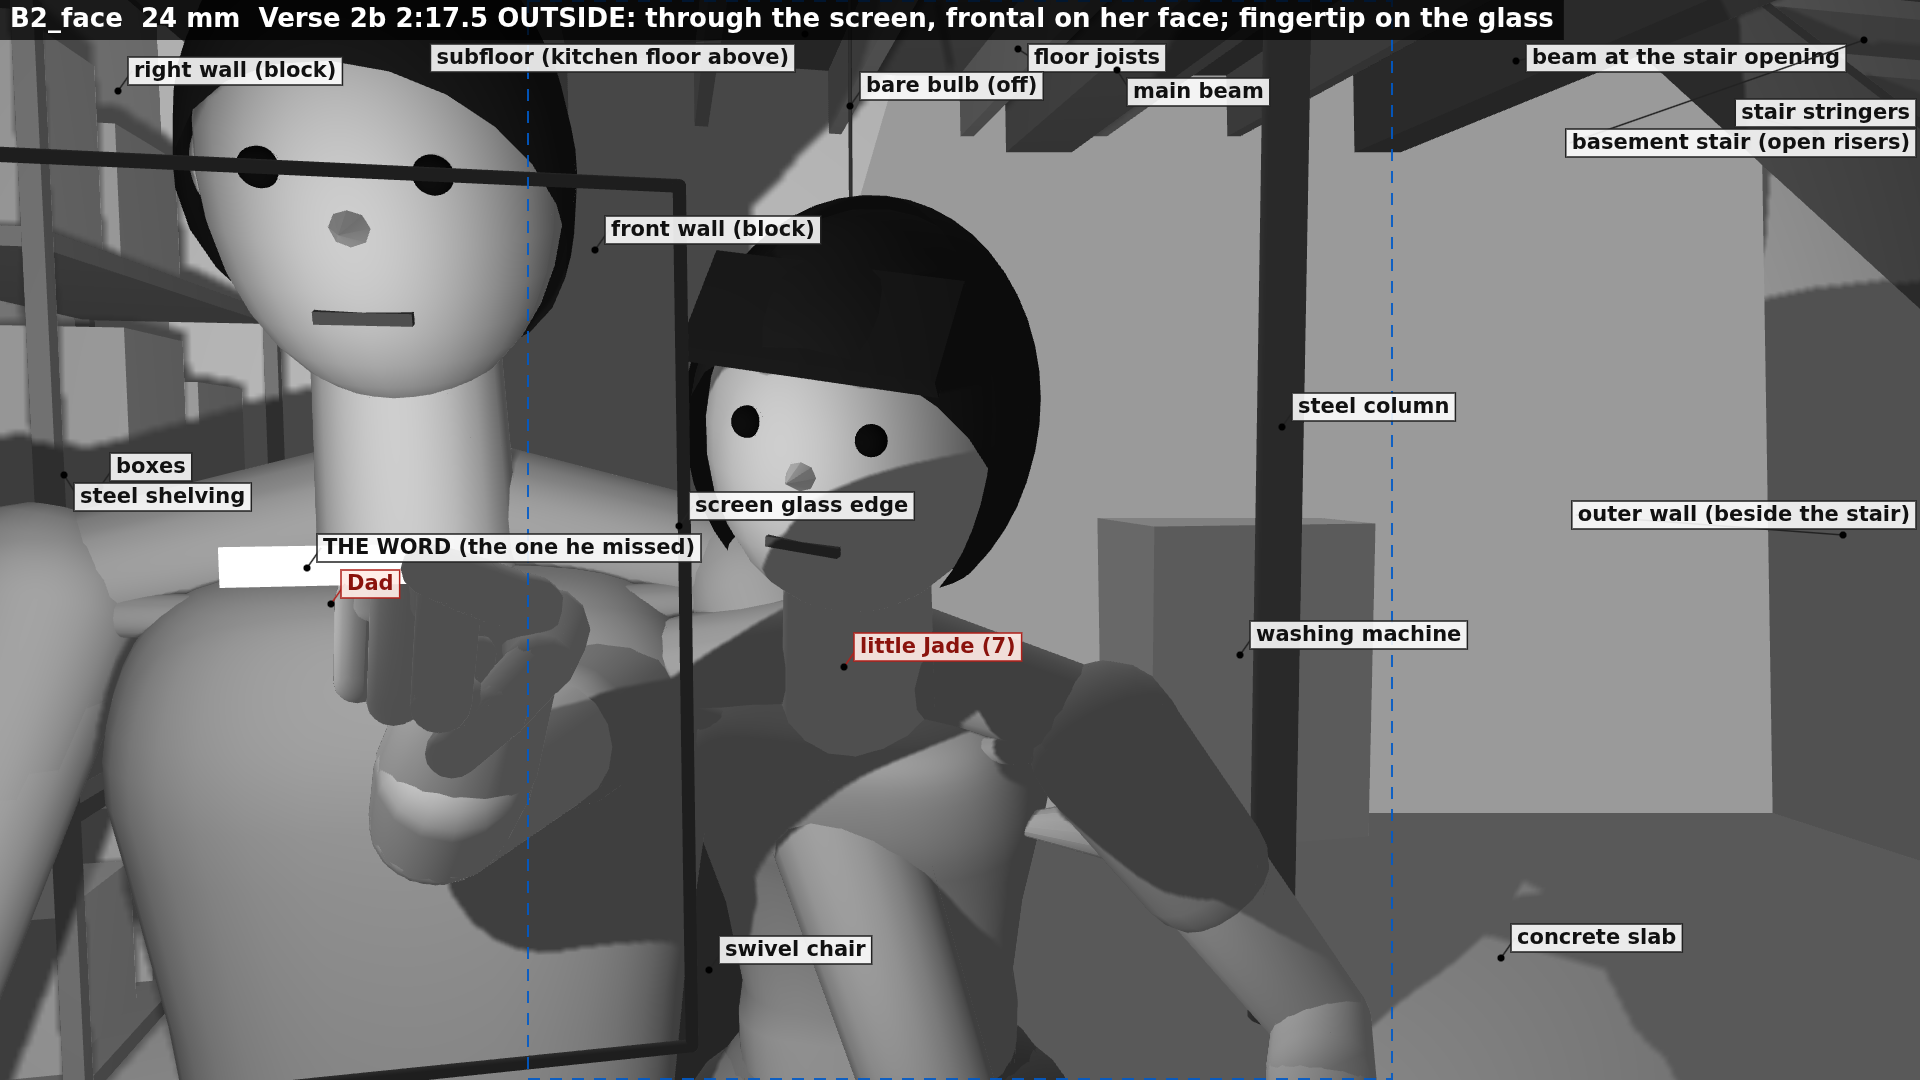 B2_face 24 mm Verse 2b 2:17.5 OUTSIDE: through the screen, frontal on her face; fingertip on the glass
right wall (block)
subfloor (kitchen floor above)
floor joists
beam at the stair opening
bare bulb (off)
main beam
stair stringers
basement stair (open risers)
front wall (block)
steel column
boxes
steel shelving
screen glass edge
outer wall (beside the stair)
THE WORD (the one he missed)
Dad
little Jade (7)
washing machine
swivel chair
concrete slab